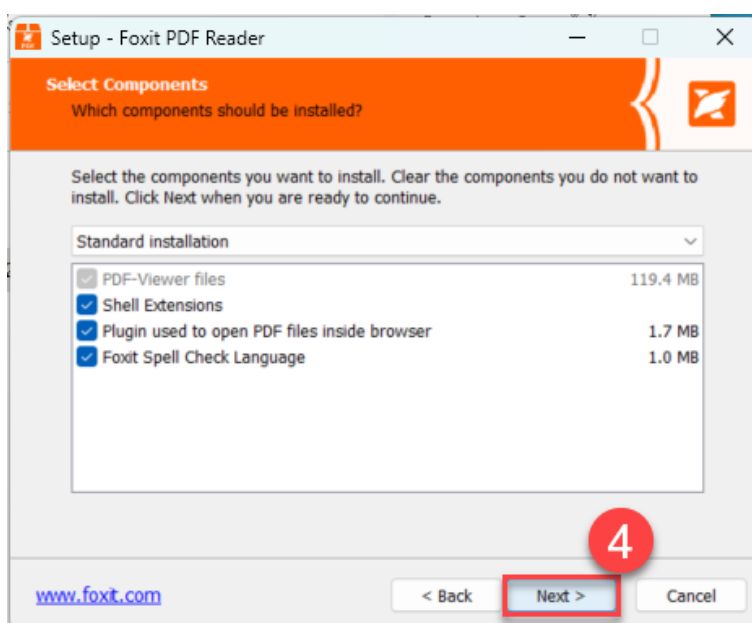 Setup - Foxit PDF Reader
Select Components
Which components should be installed?
Select the components you want to install. Clear the components you do not want to
install. Click Next when you are ready to continue.
Standard installation
PDF-Viewer files 119.4 MB
Shell Extensions
Plugin used to open PDF files inside browser 1.7 MB
Foxit Spell Check Language 1.0 MB
4
www.foxit.com < Back Next > Cancel